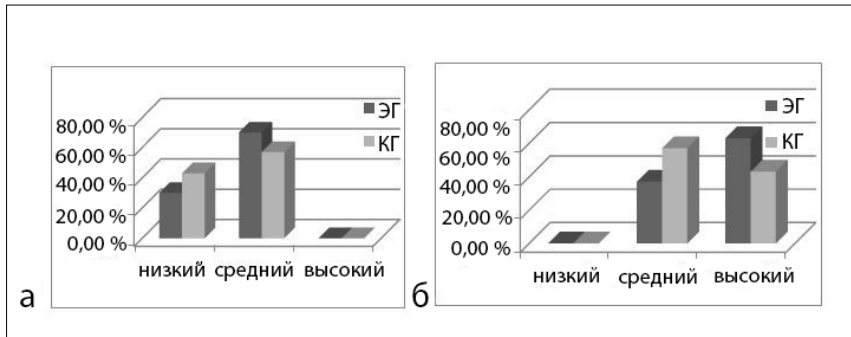 ЭГ
КГ
80,00 %
60,00 %
40,00 %
20,00 %
0,00 %
низкий средний высокий
а
ЭГ
КГ
80,00 %
60,00 %
40,00 %
20,00 %
0,00 %
низкий средний высокий
б